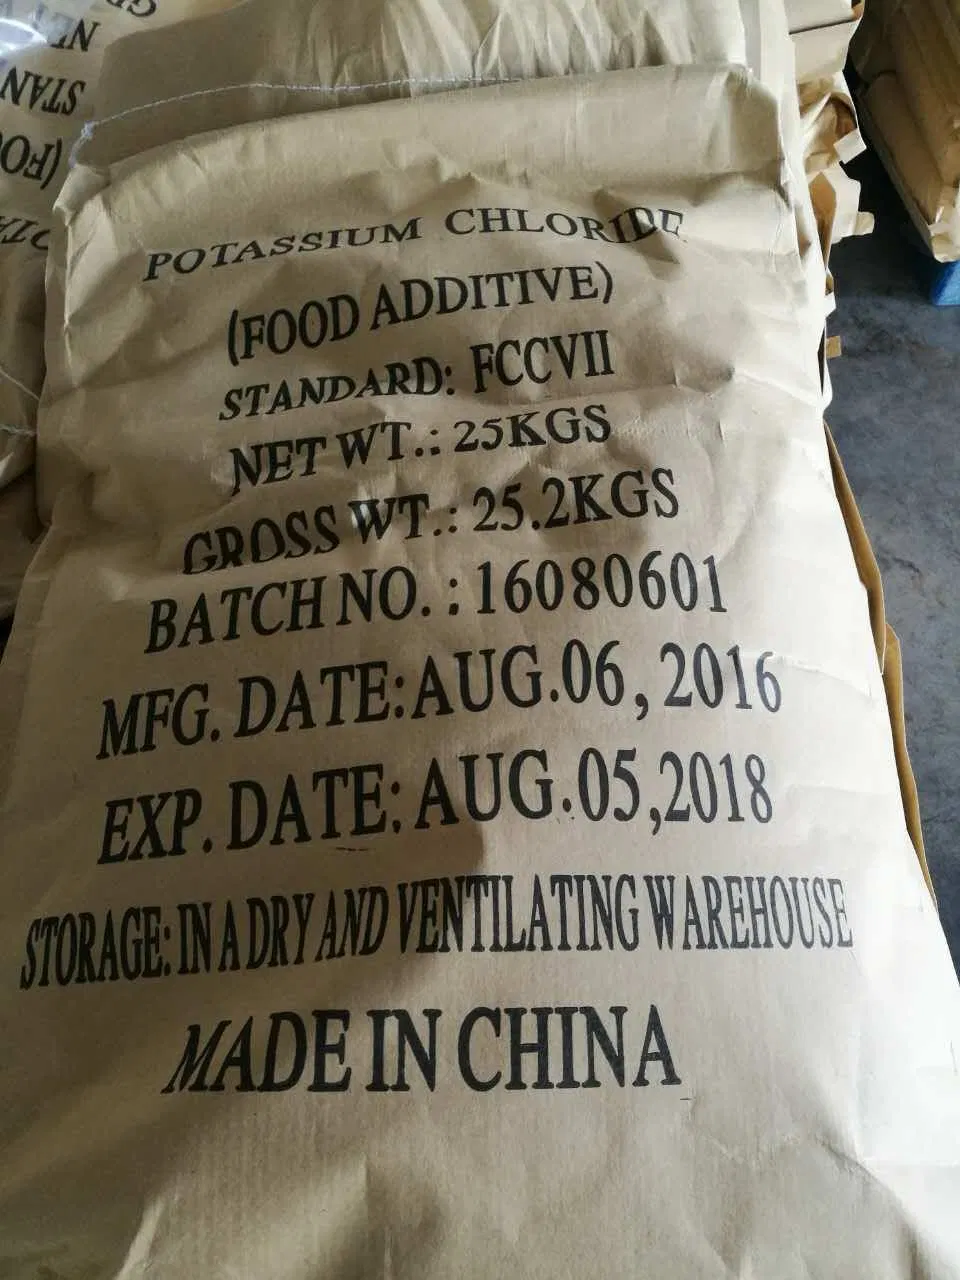 POTASSIUM CHLORIDE
(FOOD ADDITIVE)
STANDARD: FCCVII
NET WT.: 25KGS
GROSS WT.: 25.2KGS
BATCH NO. : 16080601
MFG. DATE: AUG.06, 2016
EXP. DATE: AUG.05,2018
STORAGE: IN A DRY AND VENTILATING WAREHOUSE
MADE IN CHINA